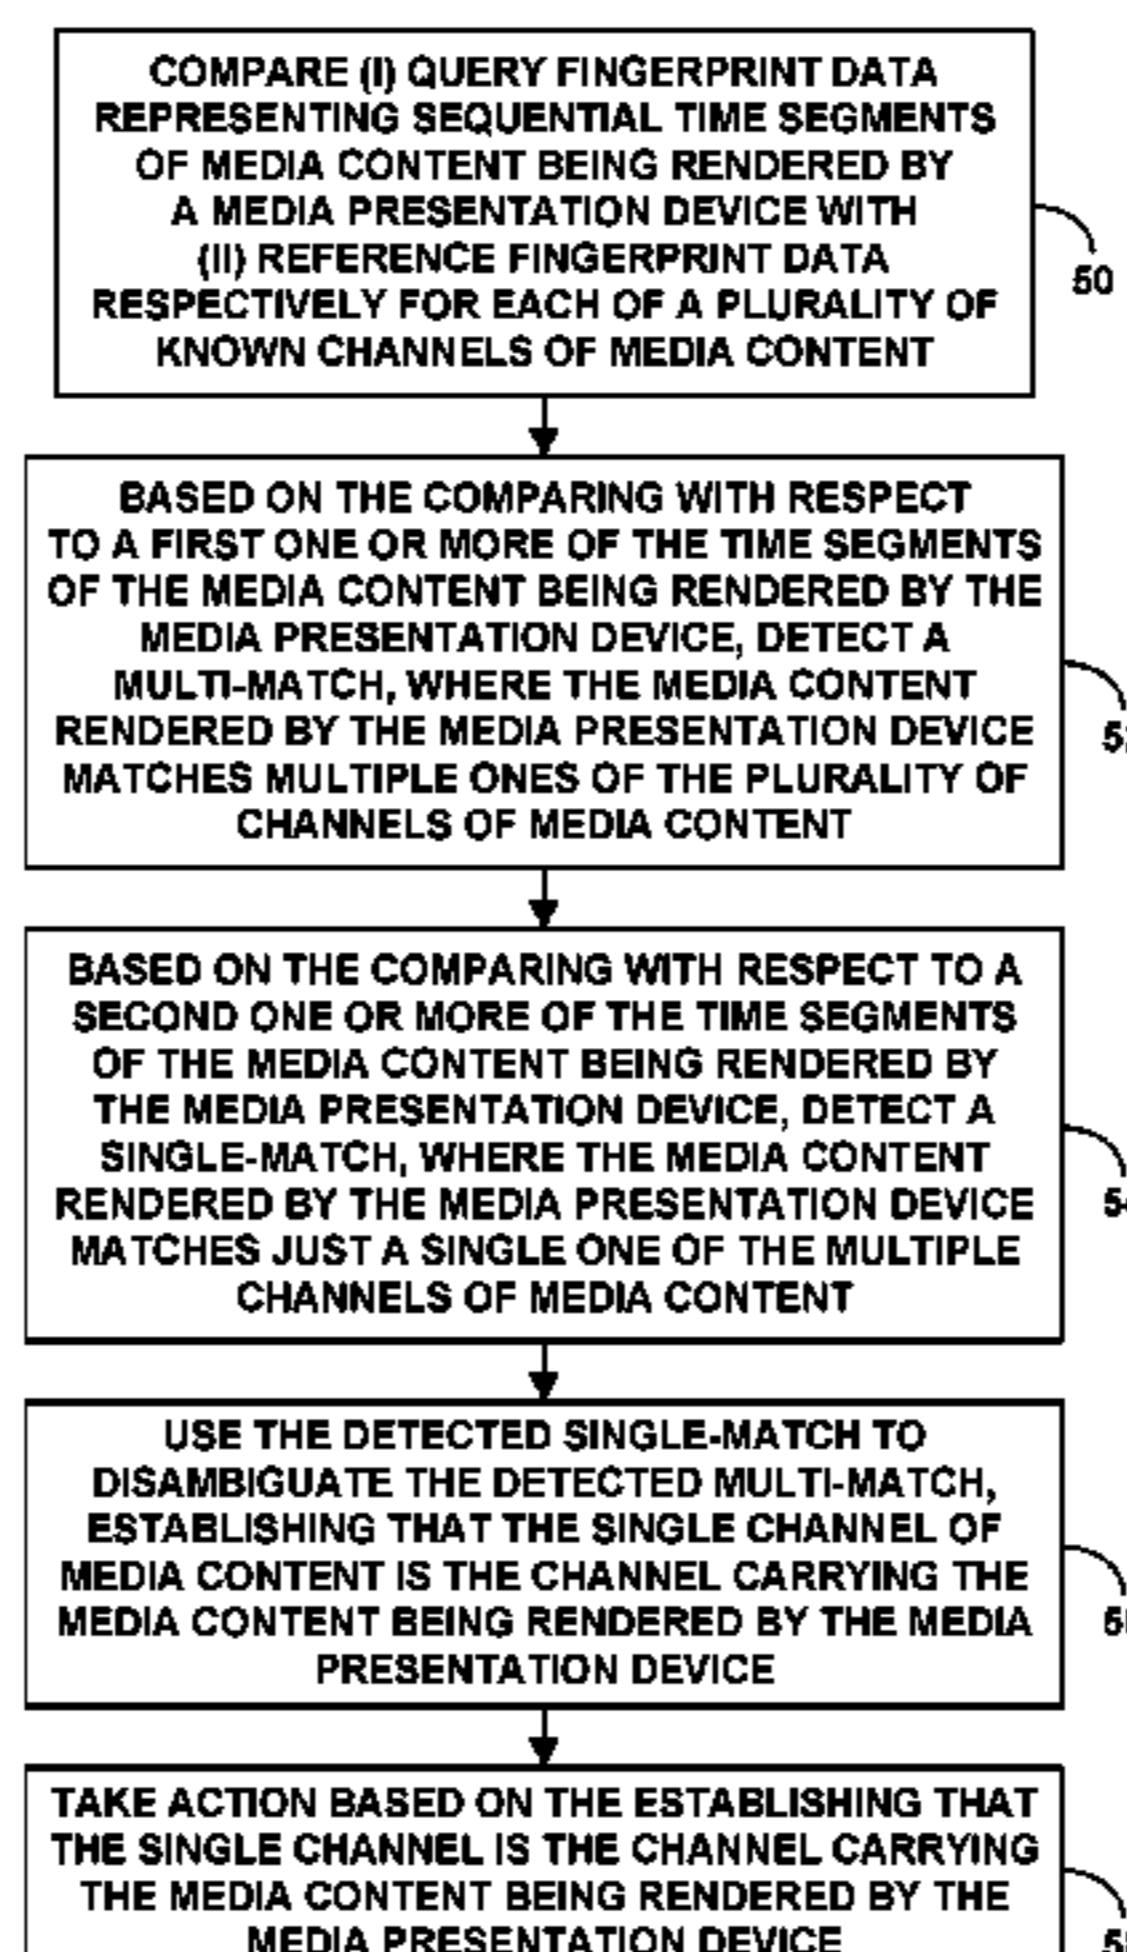 COMPARE (I) QUERY FINGERPRINT DATA
REPRESENTING SEQUENTIAL TIME SEGMENTS
OF MEDIA CONTENT BEING RENDERED BY
A MEDIA PRESENTATION DEVICE WITH
(II) REFERENCE FINGERPRINT DATA
RESPECTIVELY FOR EACH OF A PLURALITY OF
KNOWN CHANNELS OF MEDIA CONTENT
50
BASED ON THE COMPARING WITH RESPECT
TO A FIRST ONE OR MORE OF THE TIME SEGMENTS
OF THE MEDIA CONTENT BEING RENDERED BY THE
MEDIA PRESENTATION DEVICE, DETECT A
MULTI-MATCH, WHERE THE MEDIA CONTENT
RENDERED BY THE MEDIA PRESENTATION DEVICE
MATCHES MULTIPLE ONES OF THE PLURALITY OF
CHANNELS OF MEDIA CONTENT
BASED ON THE COMPARING WITH RESPECT TO A
SECOND ONE OR MORE OF THE TIME SEGMENTS
OF THE MEDIA CONTENT BEING RENDERED BY
THE MEDIA PRESENTATION DEVICE, DETECT A
SINGLE-MATCH, WHERE THE MEDIA CONTENT
RENDERED BY THE MEDIA PRESENTATION DEVICE
MATCHES JUST A SINGLE ONE OF THE MULTIPLE
CHANNELS OF MEDIA CONTENT
USE THE DETECTED SINGLE-MATCH TO
DISAMBIGUATE THE DETECTED MULTI-MATCH,
ESTABLISHING THAT THE SINGLE CHANNEL OF
MEDIA CONTENT IS THE CHANNEL CARRYING THE
MEDIA CONTENT BEING RENDERED BY THE MEDIA
PRESENTATION DEVICE
TAKE ACTION BASED ON THE ESTABLISHING THAT
THE SINGLE CHANNEL IS THE CHANNEL CARRYING
THE MEDIA CONTENT BEING RENDERED BY THE
MEDIA PRESENTATION DEVICE